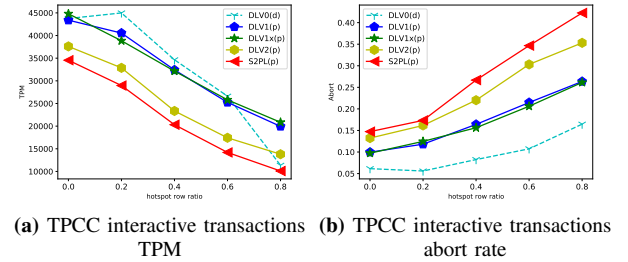 DLV0(d)
DLV1(p)
DLV1x(p)
DLV2(p)
S2PL(p)
45000
40000
35000
30000
25000
20000
15000
10000
TPM
0.0 0.2 0.4 0.6 0.8
hotspot row ratio
DLV0(d)
DLV1(p)
DLV1x(p)
DLV2(p)
S2PL(p)
0.40
0.35
0.30
0.25
0.20
0.15
0.10
0.05
Abort
0.0 0.2 0.4 0.6 0.8
hotspot row ratio
(a) TPCC interactive transactions
TPM
(b) TPCC interactive transactions
abort rate